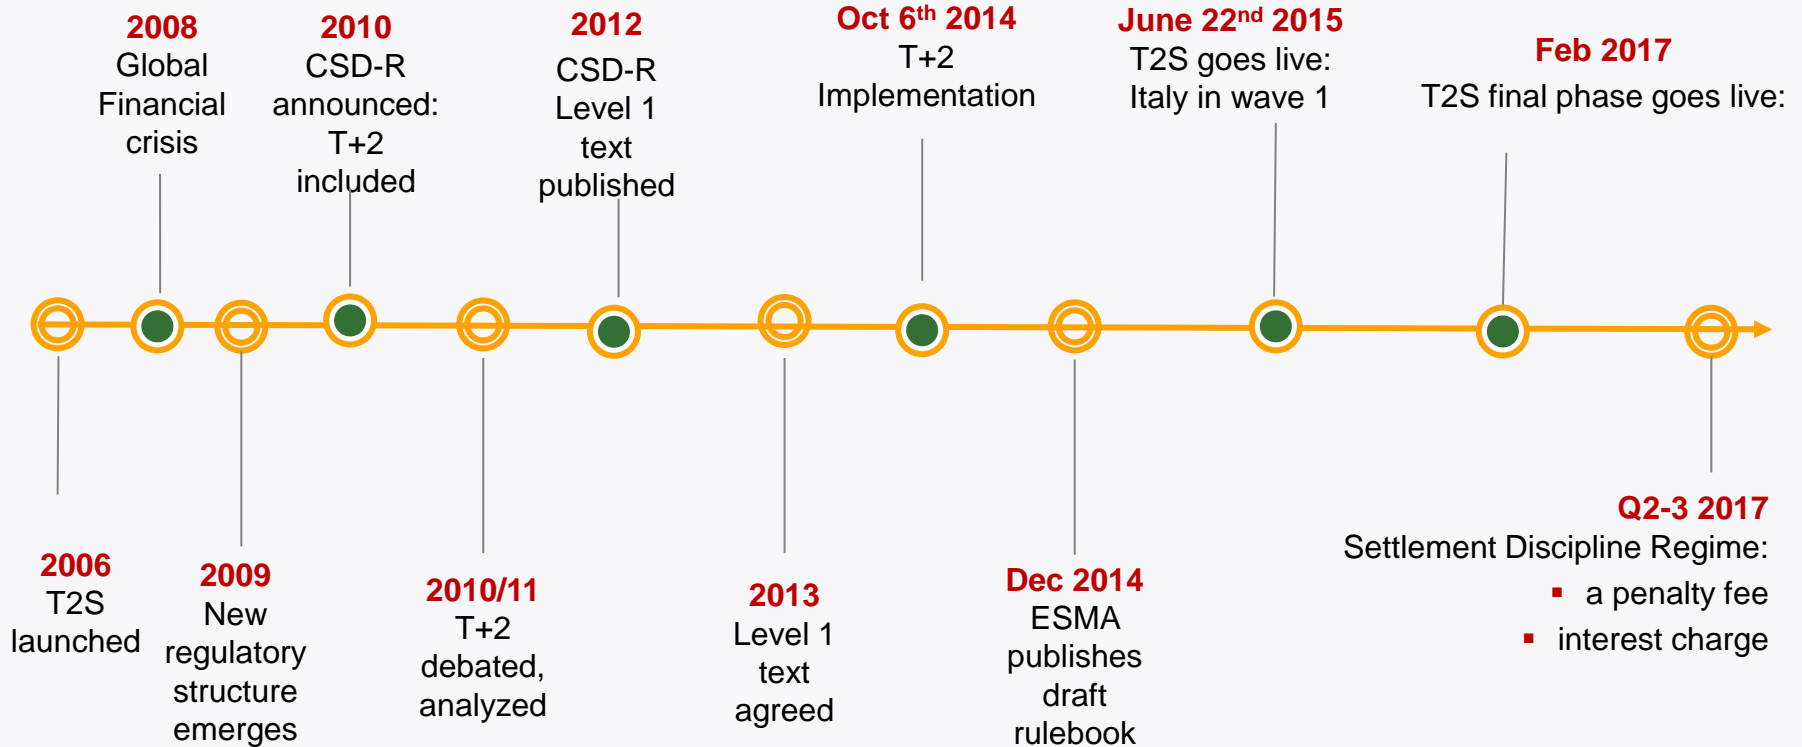 2008
Global
Financial
crisis
2010
CSD-R
announced:
T+2
included
2012
CSD-R
Level 1
text
published
Oct 6th 2014
T+2
Implementation
June 22nd 2015
T2S goes live:
Italy in wave 1
Feb 2017
T2S final phase goes live:
2006
T2S
launched
2009
New
regulatory
structure
emerges
2010/11
T+2
debated,
analyzed
2013
Level 1
text
agreed
Dec 2014
ESMA
publishes
draft
rulebook
Q2-3 2017
Settlement Discipline Regime:
▪ a penalty fee
▪ interest charge